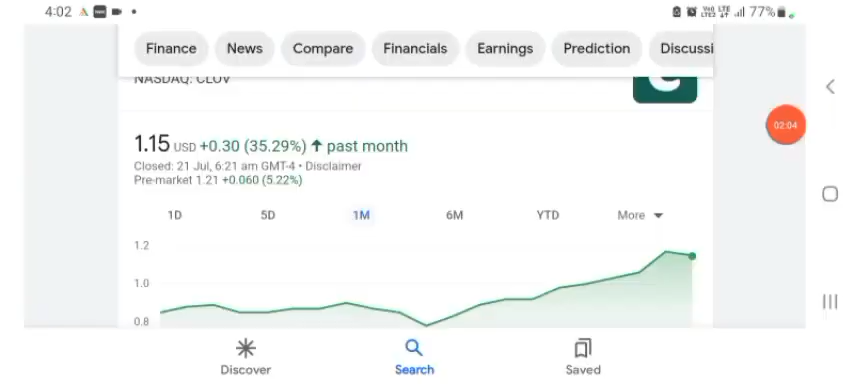 4:02
77%
Finance News Compare Financials Earnings Prediction Discussi
NASDAQ: CLOV
02:04
1.15 USD +0.30 (35.29%) ↑ past month
Closed: 21 Jul, 6:21 am GMT-4 • Disclaimer
Pre-market 1.21 +0.060 (5.22%)
1D 5D 1M 6M YTD More
1.2
1.0
0.8
Discover Search Saved